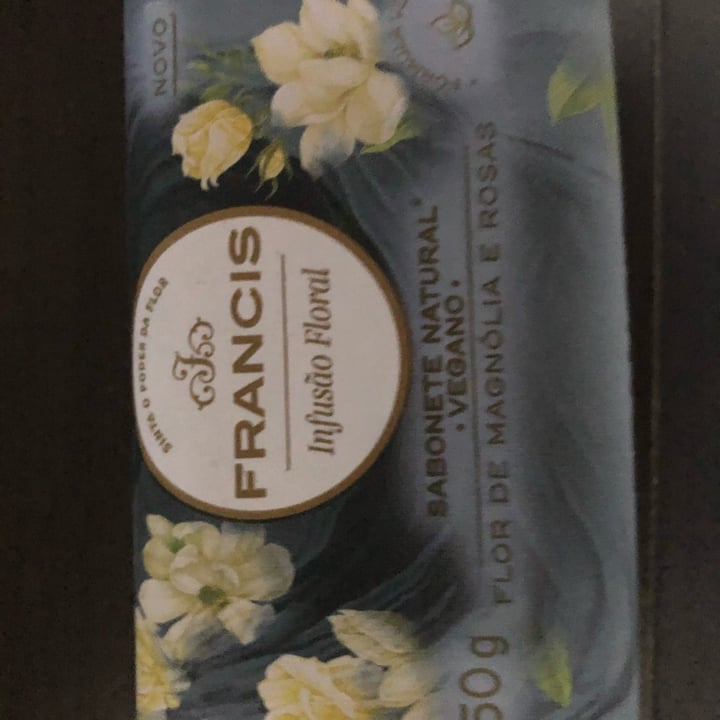 NOVO
SINTA O PODER DA FLOR
FRANCIS
Infusão Floral
SABONETE NATURAL*
• VEGANO •
FLOR DE MAGNÓLIA E ROSAS
50g